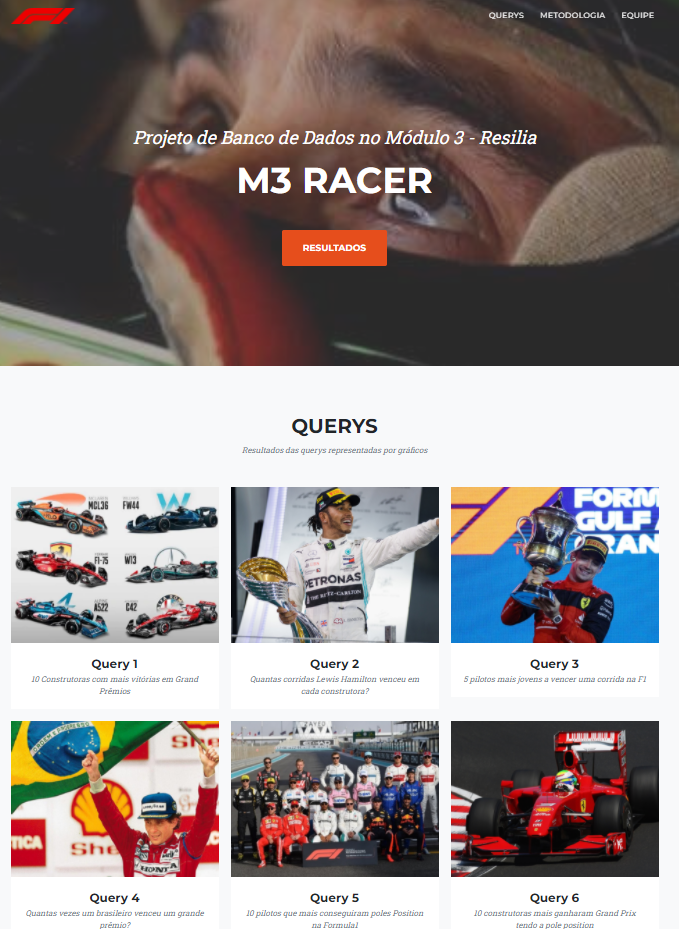 QUERYS METODOLOGIA EQUIPE
Projeto de Banco de Dados no Módulo 3 - Resilia
M3 RACER
RESULTADOS
QUERYS
Resultados das querys representadas por gráficos
MCL36
FW44
F1-75
W13
A522
C42
PETRONAS
THE RITZ-CARLTON
FORM
GULF
RAN
Query 1
10 Construtoras com mais vitórias em Grand
Prêmios
Query 2
Quantas corridas Lewis Hamilton venceu em
cada construtora?
Query 3
5 pilotos mais jovens a vencer uma corrida na F1
Shell
HONDA
Query 4
Quantas vezes um brasileiro venceu um grande
prêmio?
Query 5
10 pilotos que mais conseguiram poles Position
na Formula1
Query 6
10 construtoras mais ganharam Grand Prix
tendo a pole position